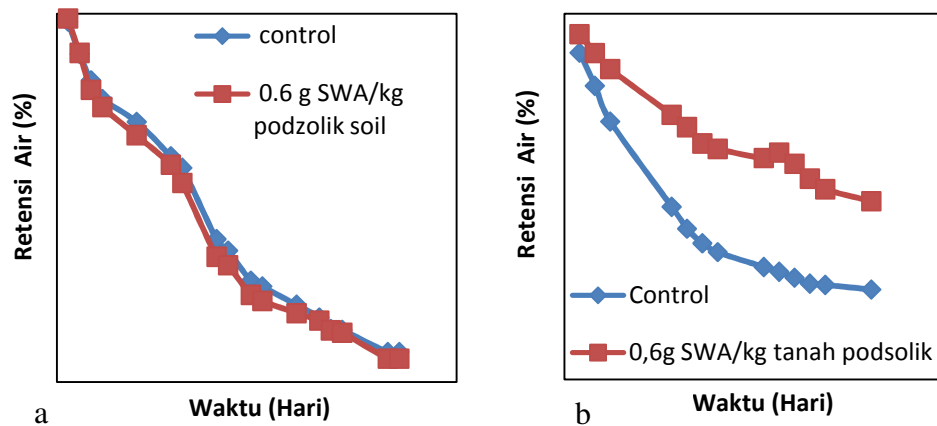 control
0.6 g SWA/kg
podzolik soil
Retensi Air (%)
Waktu (Hari)
a
Retensi Air (%)
Control
0,6g SWA/kg tanah podsolik
Waktu (Hari)
b